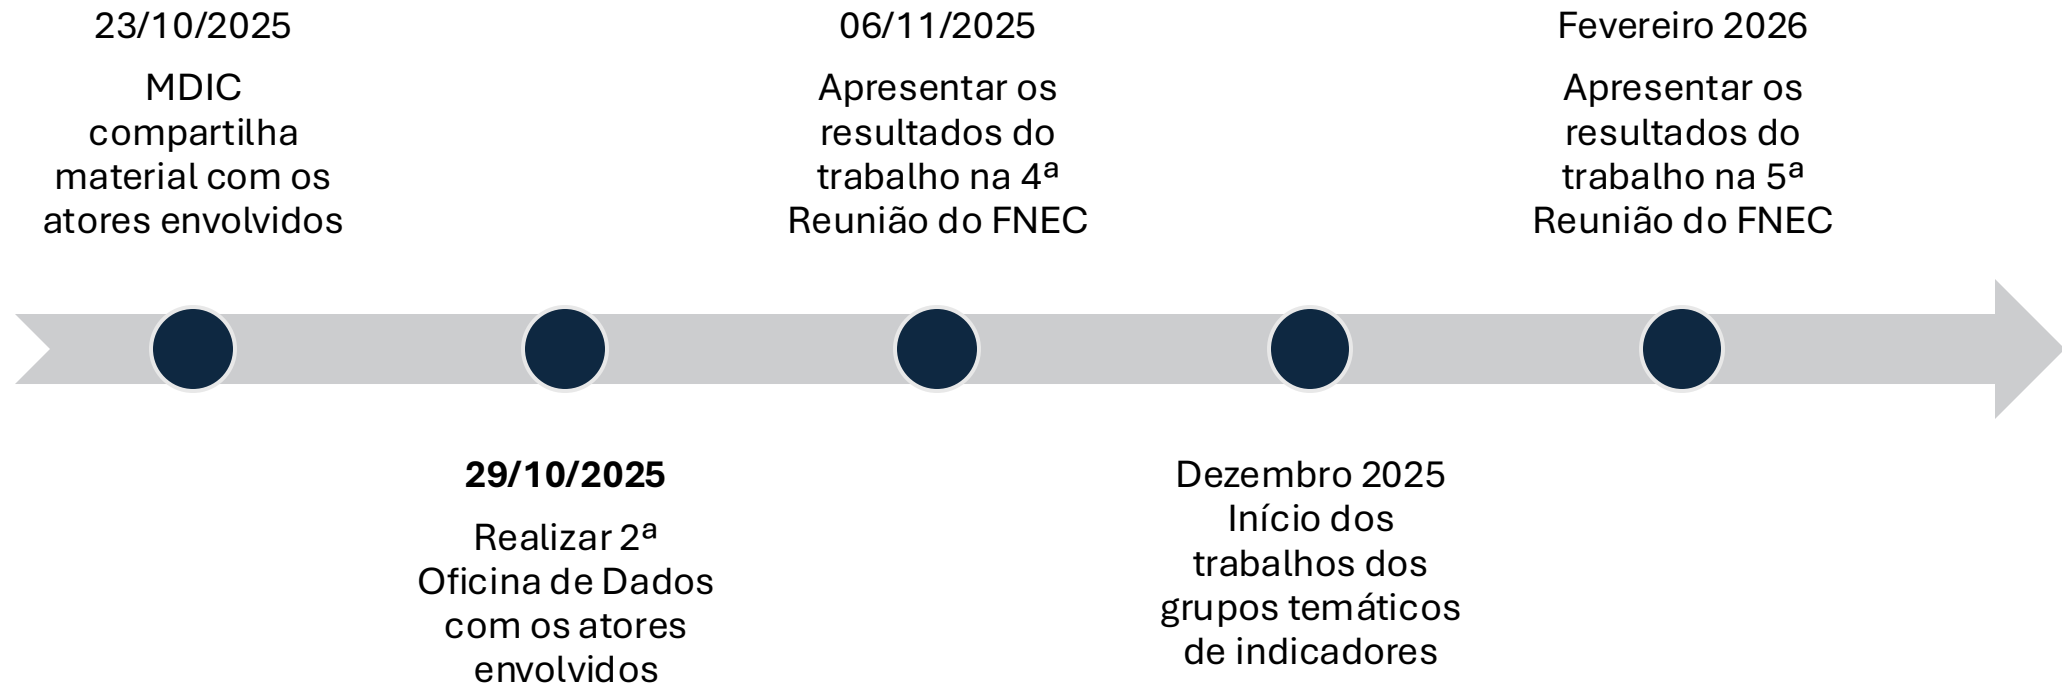 23/10/2025
MDIC
compartilha
material com os
atores envolvidos
29/10/2025
Realizar 2ª
Oficina de Dados
com os atores
envolvidos
06/11/2025
Apresentar os
resultados do
trabalho na 4ª
Reunião do FNEC
Dezembro 2025
Início dos
trabalhos dos
grupos temáticos
de indicadores
Fevereiro 2026
Apresentar os
resultados do
trabalho na 5ª
Reunião do FNEC